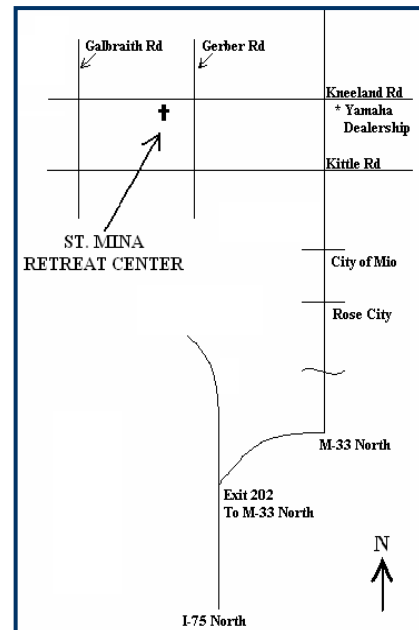 Galbraith Rd
Gerber Rd
Kneeland Rd
* Yamaha
Dealership
Kittle Rd
ST. MINA
RETREAT CENTER
City of Mio
Rose City
M-33 North
Exit 202
To M-33 North
N
I-75 North